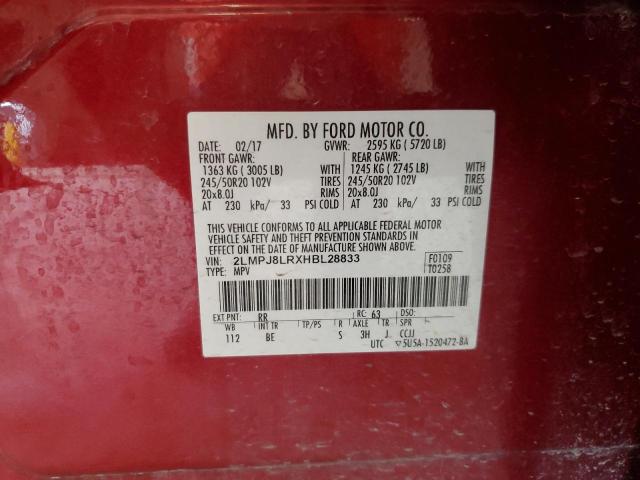 MFD. BY FORD MOTOR CO.
DATE: 02/17 GVWR: 2595 KG ( 5720 LB)
FRONT GAWR: REAR GAWR:
1363 KG ( 3005 LB) WITH 1245 KG ( 2745 LB) WITH
245/50R20 102V TIRES 245/50R20 102V TIRES
20x8.0J RIMS 20x8.0J RIMS
AT 230 kPa/ 33 PSI COLD AT 230 kPa/ 33 PSI COLD
THIS VEHICLE CONFORMS TO ALL APPLICABLE FEDERAL MOTOR
VEHICLE SAFETY AND THEFT PREVENTION STANDARDS IN
EFFECT ON THE DATE OF MANUFACTURE SHOWN ABOVE.
VIN: 2LMPJ8LRXHBL28833 F0109
TYPE: MPV T0258
EXT PNT: RR RC: 63 DSO:
WB INT TR TP/PS R AXLE TR SPR
112 BE S 3H J CCJJ
UTC ▽5U5A-1520472-BA